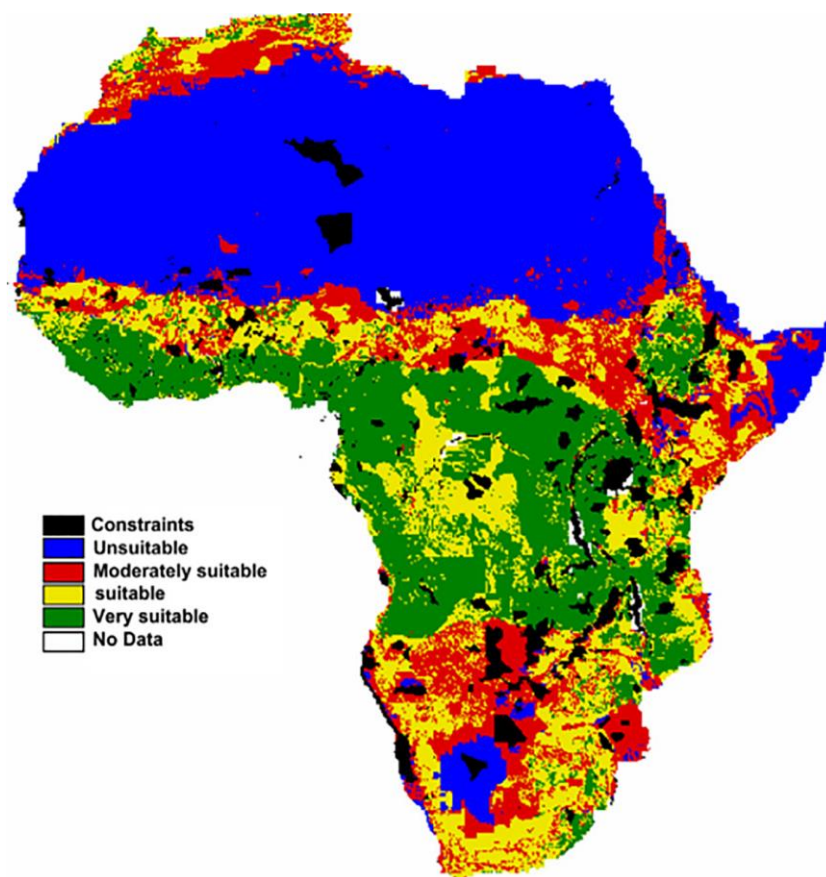 Constraints
Unsuitable
Moderately suitable
suitable
Very suitable
No Data